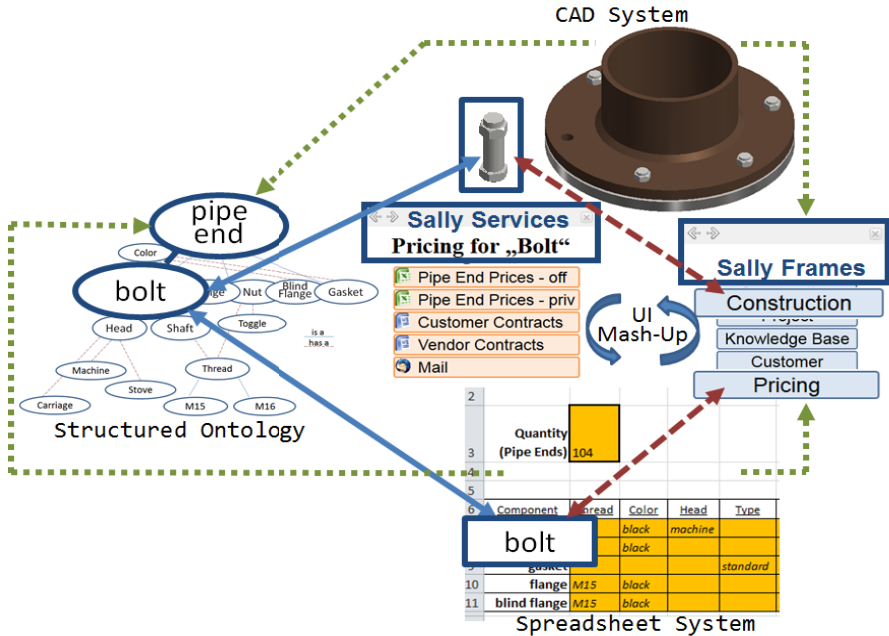 CAD System
pipe
end
Color
bolt
Nut
Blind
Flange
Gasket
Head
Shaft
Toggle
is a
has a
Machine
Stove
Thread
Carriage
M15
M16
Structured Ontology
Sally Services
Pricing for „Bolt“
Pipe End Prices - off
Pipe End Prices - priv
Customer Contracts
Vendor Contracts
Mail
UI
Mash-Up
Sally Frames
Construction
Project
Knowledge Base
Customer
Pricing
2
Quantity
3 (Pipe Ends) 104
4
5
6 Component Thread Color Head Type
bolt black machine
black
gasket standard
10 flange M15 black
11 blind flange M15 black
Spreadsheet System